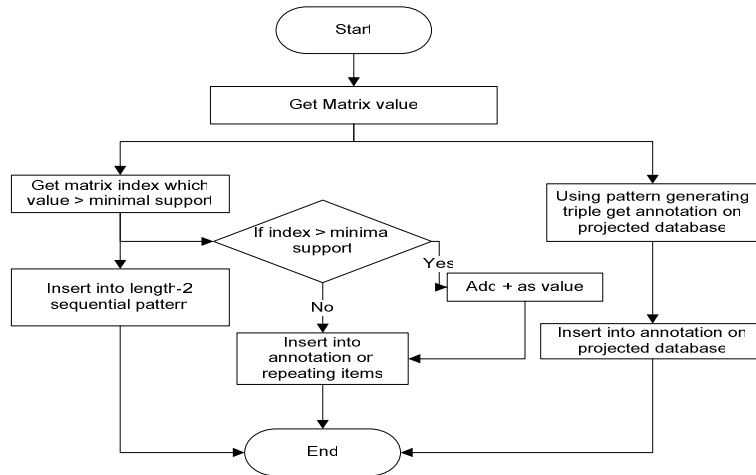 Start
Get Matrix value
Get matrix index which
value > minimal support
If index > minima
support
Using pattern generating
triple get annotation on
projected database
Yes
Insert into length-2
sequential pattern
Add + as value
No
Insert into
annotation on
repeating items
Insert into annotation on
projected database
End